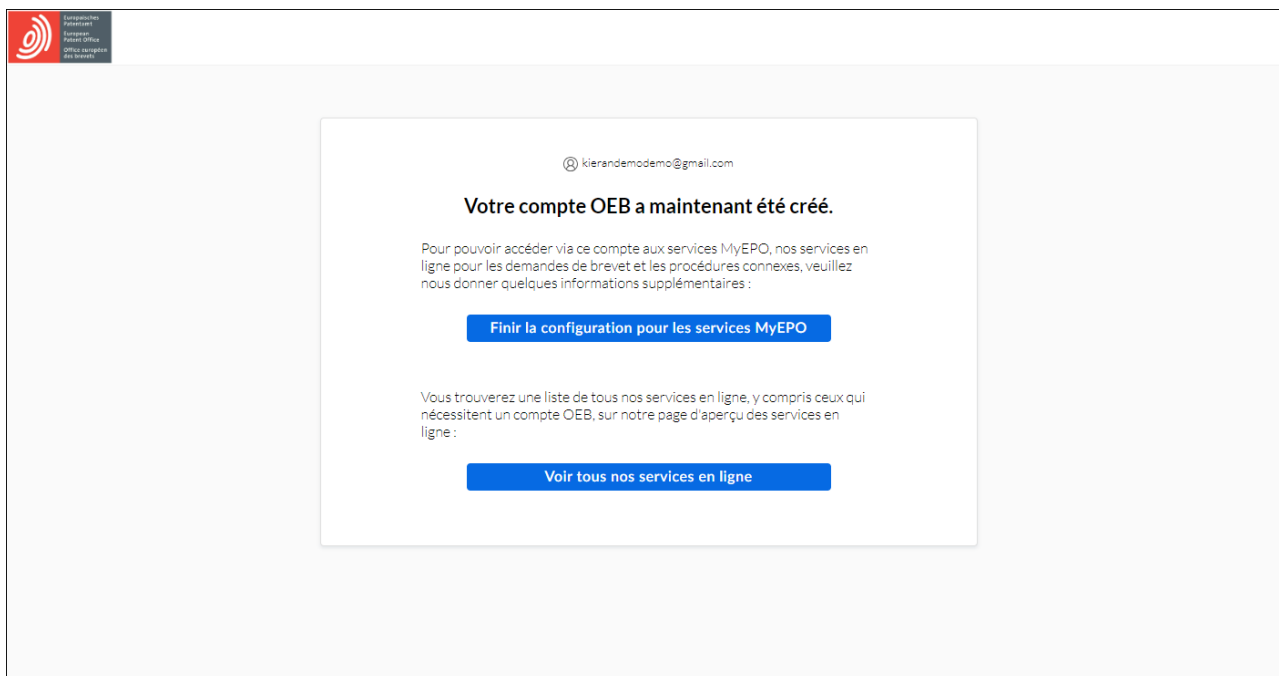 Europäisches
Patentamt
European
Patent Office
Office européen
des brevets
kierandemodemo@gmail.com
Votre compte OEB a maintenant été créé.
Pour pouvoir accéder via ce compte aux services MyEPO, nos services en
ligne pour les demandes de brevet et les procédures connexes, veuillez
nous donner quelques informations supplémentaires :
Finir la configuration pour les services MyEPO
Vous trouverez une liste de tous nos services en ligne, y compris ceux qui
nécessitent un compte OEB, sur notre page d'aperçu des services en
ligne :
Voir tous nos services en ligne